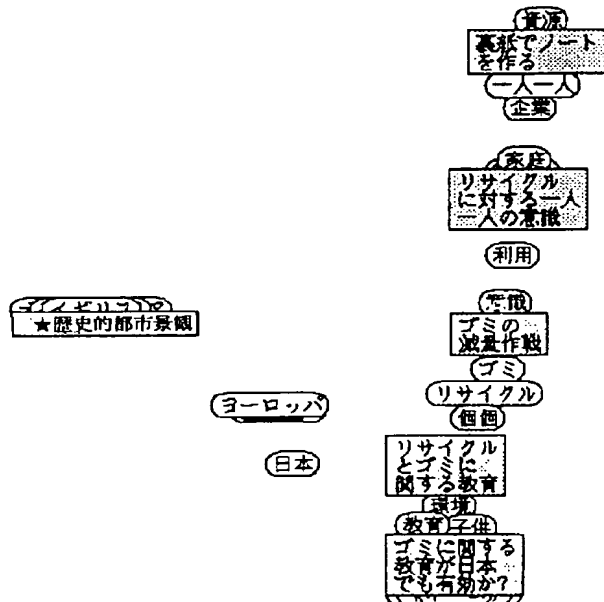 資源
裏紙でノート
を作る
一人一人
企業
家庭
リサイクル
に対する一人
一人の意識
利用
★歴史的都市景観
意識
ゴミの
減量作戦
ゴミ
リサイクル
ヨーロッパ
個個
日本
リサイクル
とゴミに
関する教育
環境
教育
子供
ゴミに関する
教育が日本
でも有効か?